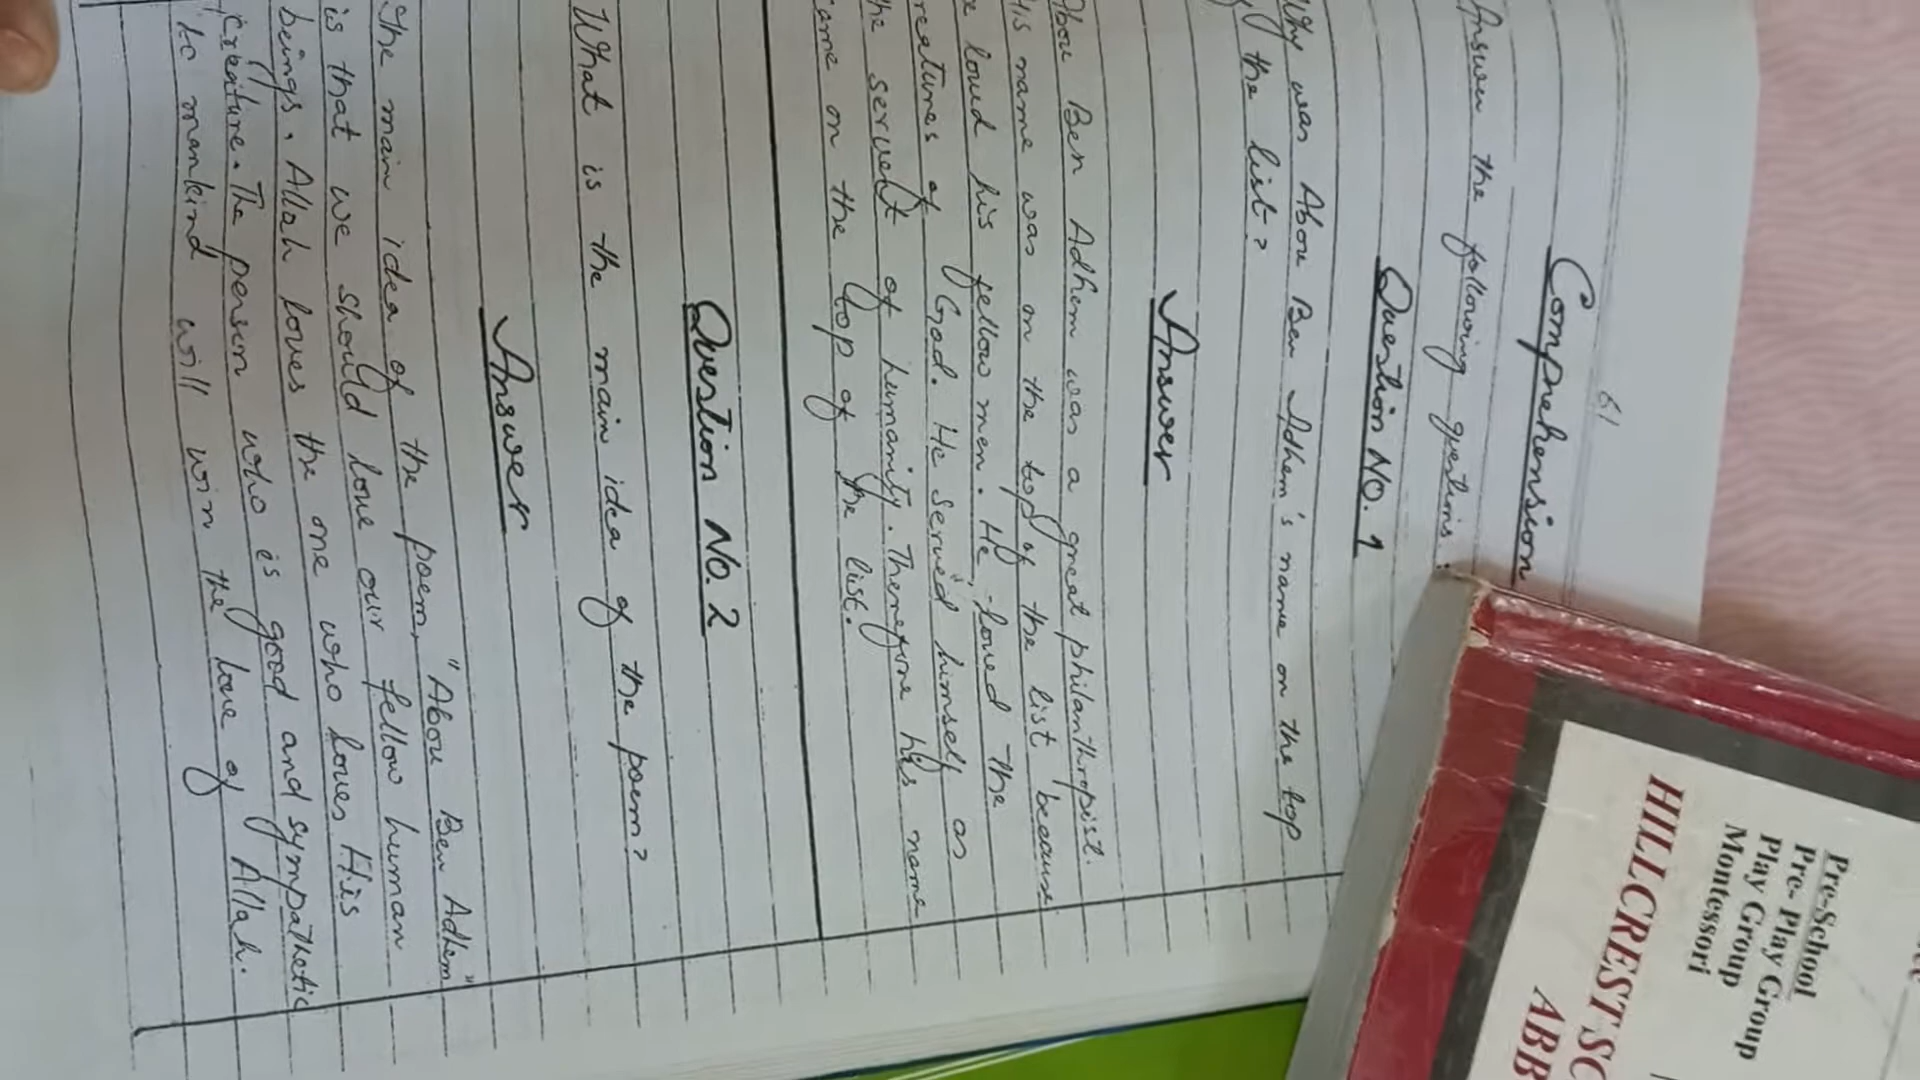 61
Comprehension
Answer the following questions:
Question No. 1
Why was Abou Ben Adhem's name on the top
the list?
Answer
Abou Ben Adhem was a great philanthropist.
His name was on the top of the list because
he loved his fellow men. He loved the
creatures of God. He served himself as
the servent of humanity. Therefore his name
came on the top of the list.
Question No. 2
What is the main idea of the poem?
Answer
The main idea of the poem, "Abou Ben Adhem"
is that we should love our fellow human
beings. Allah loves the one who loves His
creature. The person who is good and sympathetic
to mankind will win the love of Allah.
Pre-School
Pre- Play Group
Play Group
Montessori
HILLCREST SC
ABB